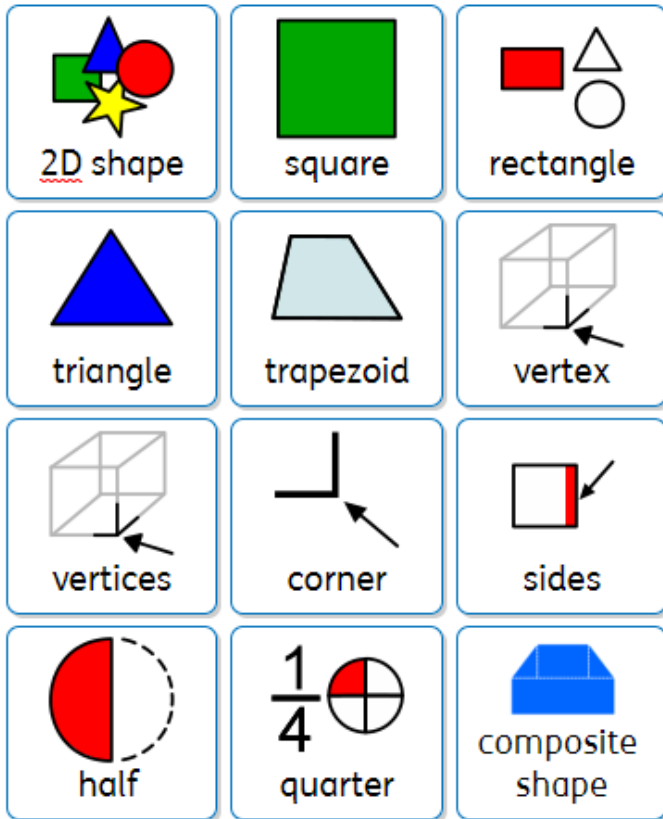 2D shape
square
rectangle
triangle
trapezoid
vertex
vertices
corner
sides
half
1
4
quarter
composite
shape